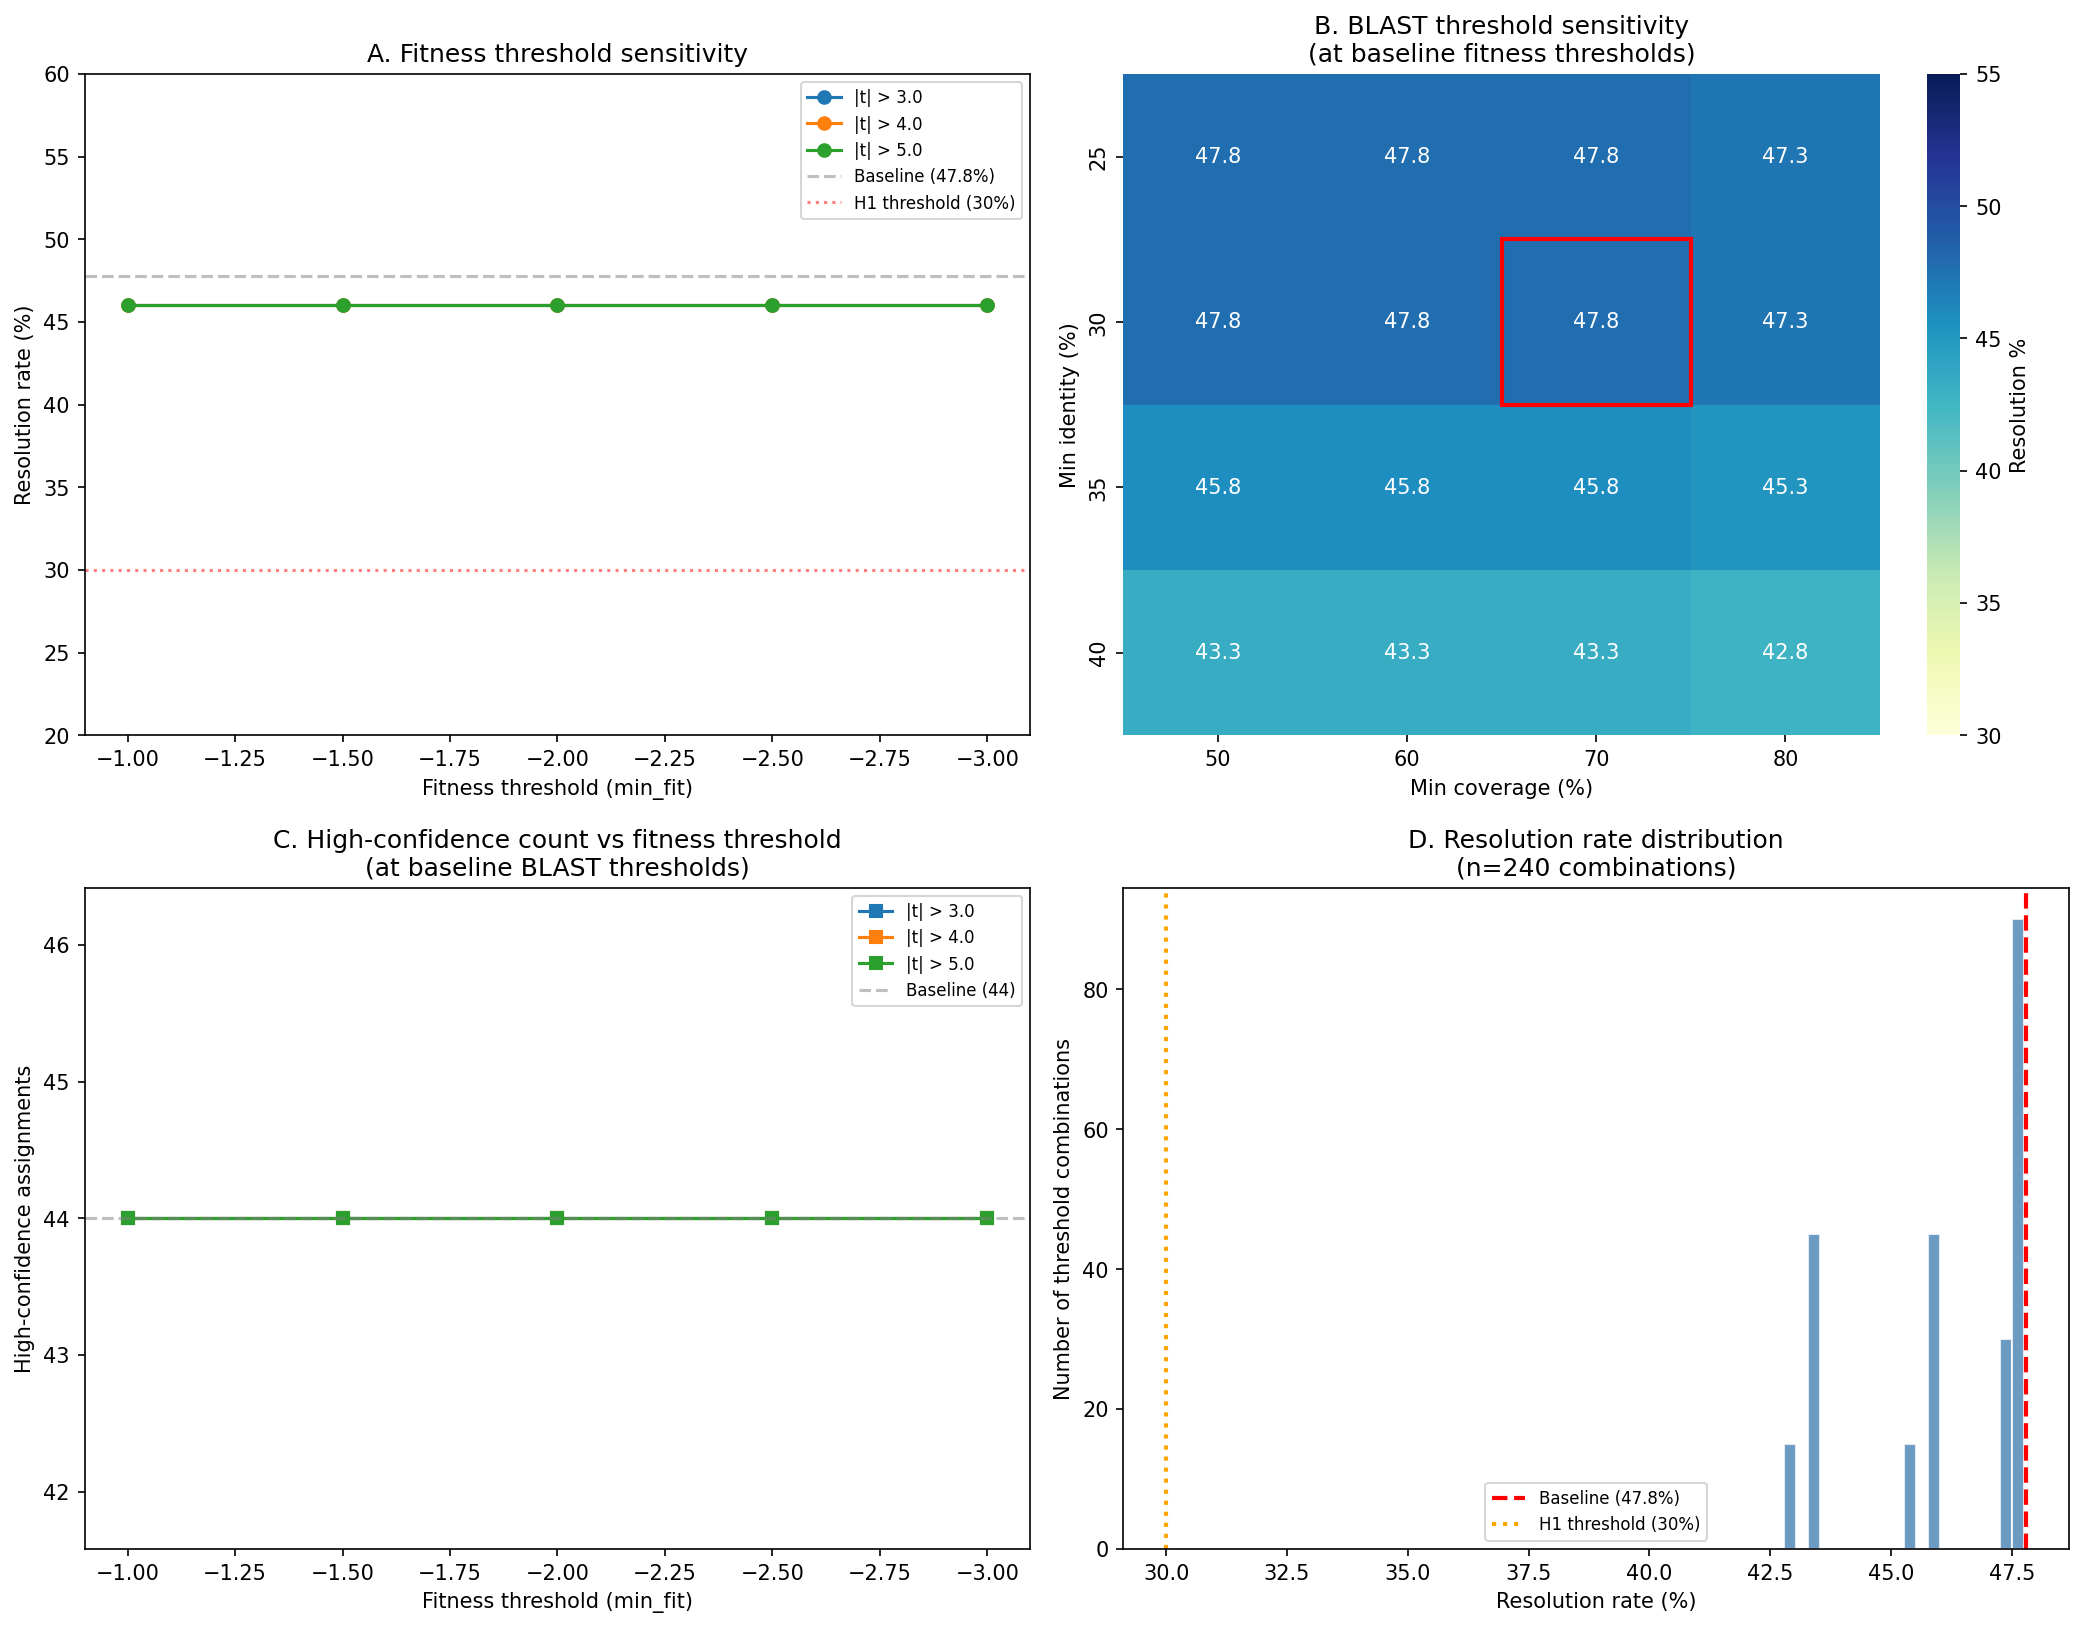 A. Fitness threshold sensitivity
60
55
50
45
40
35
30
25
20
Resolution rate (%)
|t| > 3.0
|t| > 4.0
|t| > 5.0
Baseline (47.8%)
H1 threshold (30%)
−1.00 −1.25 −1.50 −1.75 −2.00 −2.25 −2.50 −2.75 −3.00
Fitness threshold (min_fit)
B. BLAST threshold sensitivity
(at baseline fitness thresholds)
Min identity (%)
25 47.8 47.8 47.8 47.3
30 47.8 47.8 47.8 47.3
35 45.8 45.8 45.8 45.3
40 43.3 43.3 43.3 42.8
50 60 70 80
Min coverage (%)
55
50
45
40
35
30
Resolution %
C. High-confidence count vs fitness threshold
(at baseline BLAST thresholds)
46
45
44
43
42
High-confidence assignments
|t| > 3.0
|t| > 4.0
|t| > 5.0
Baseline (44)
−1.00 −1.25 −1.50 −1.75 −2.00 −2.25 −2.50 −2.75 −3.00
Fitness threshold (min_fit)
D. Resolution rate distribution
(n=240 combinations)
80
60
40
20
0
Number of threshold combinations
Baseline (47.8%)
H1 threshold (30%)
30.0 32.5 35.0 37.5 40.0 42.5 45.0 47.5
Resolution rate (%)